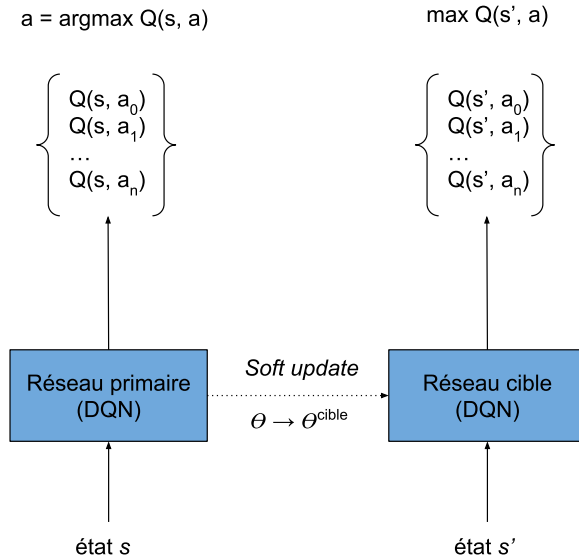 a = argmax Q(s, a)
max Q(s', a)
Q(s, a₀)
Q(s, a₁)
...
Q(s, aₙ)
Q(s', a₀)
Q(s', a₁)
...
Q(s', aₙ)
Réseau primaire
(DQN)
Soft update
ϴ → ϴᶜⁱᵇˡᵉ
Réseau cible
(DQN)
état s
état s'